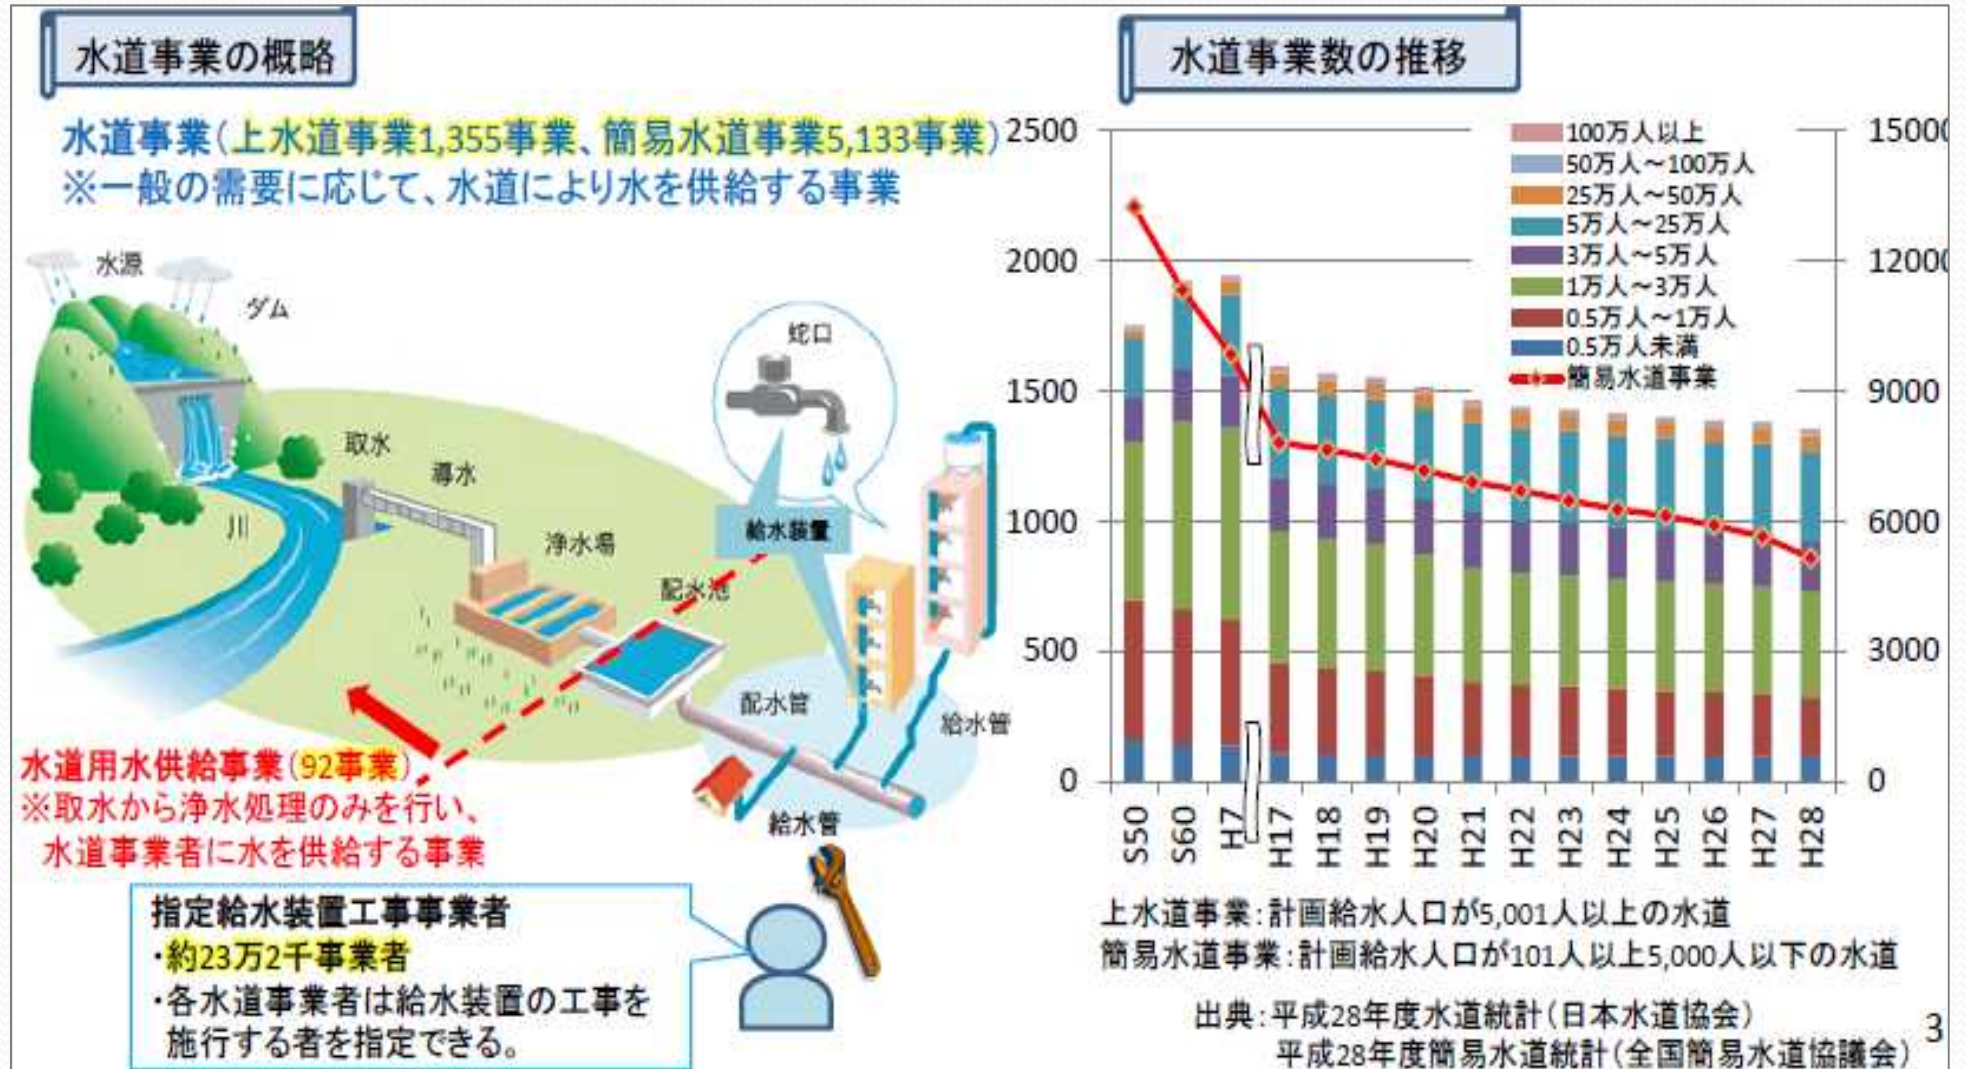 水道事業の概略
水道事業(上水道事業1,355事業、簡易水道事業5,133事業)
※一般の需要に応じて、水道により水を供給する事業
水源
ダム
蛇口
取水
導水
川
浄水場
給水装置
配水池
配水管
給水管
給水管
水道用水供給事業(92事業)
※取水から浄水処理のみを行い、
水道事業者に水を供給する事業
指定給水装置工事事業者
・約23万2千事業者
・各水道事業者は給水装置の工事を
施行する者を指定できる。
水道事業数の推移
2500
2000
1500
1000
500
0
15000
12000
9000
6000
3000
0
100万人以上
50万人~100万人
25万人~50万人
5万人~25万人
3万人~5万人
1万人~3万人
0.5万人~1万人
0.5万人未満
簡易水道事業
S50
S60
H7
H17
H18
H19
H20
H21
H22
H23
H24
H25
H26
H27
H28
上水道事業:計画給水人口が5,001人以上の水道
簡易水道事業:計画給水人口が101人以上5,000人以下の水道
出典:平成28年度水道統計(日本水道協会)
平成28年度簡易水道統計(全国簡易水道協議会)
3